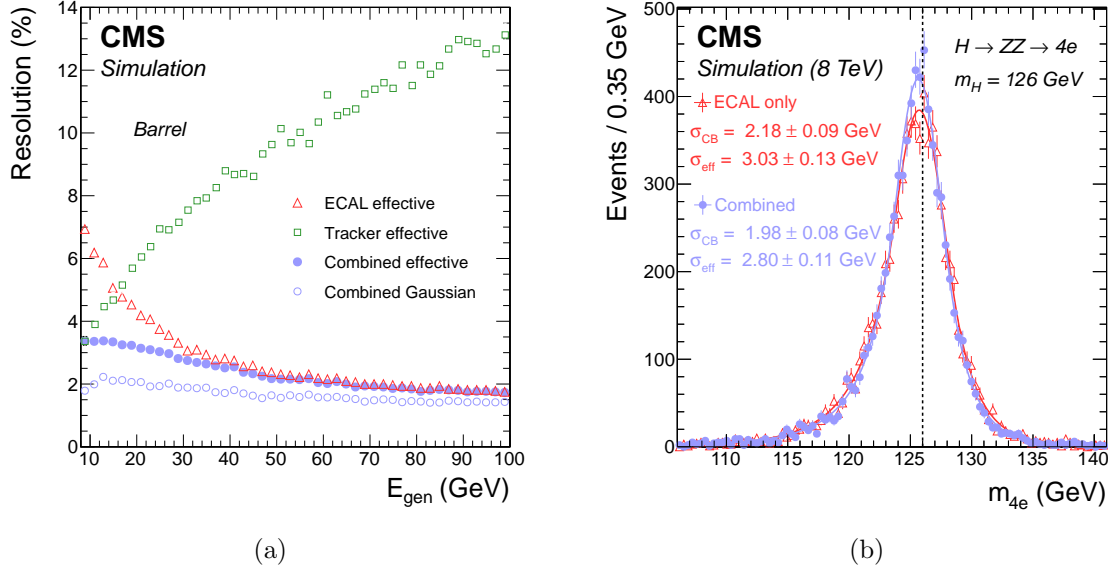 CMS
Simulation
Barrel
ECAL effective
Tracker effective
Combined effective
Combined Gaussian
Resolution (%)
14
12
10
8
6
4
2
0
10 20 30 40 50 60 70 80 90 100
E_gen (GeV)
(a)
CMS
Simulation (8 TeV)
H → ZZ → 4e
m_H = 126 GeV
ECAL only
σ_CB = 2.18 ± 0.09 GeV
σ_eff = 3.03 ± 0.13 GeV
Combined
σ_CB = 1.98 ± 0.08 GeV
σ_eff = 2.80 ± 0.11 GeV
Events / 0.35 GeV
500
400
300
200
100
0
110 120 130 140
m_4e (GeV)
(b)